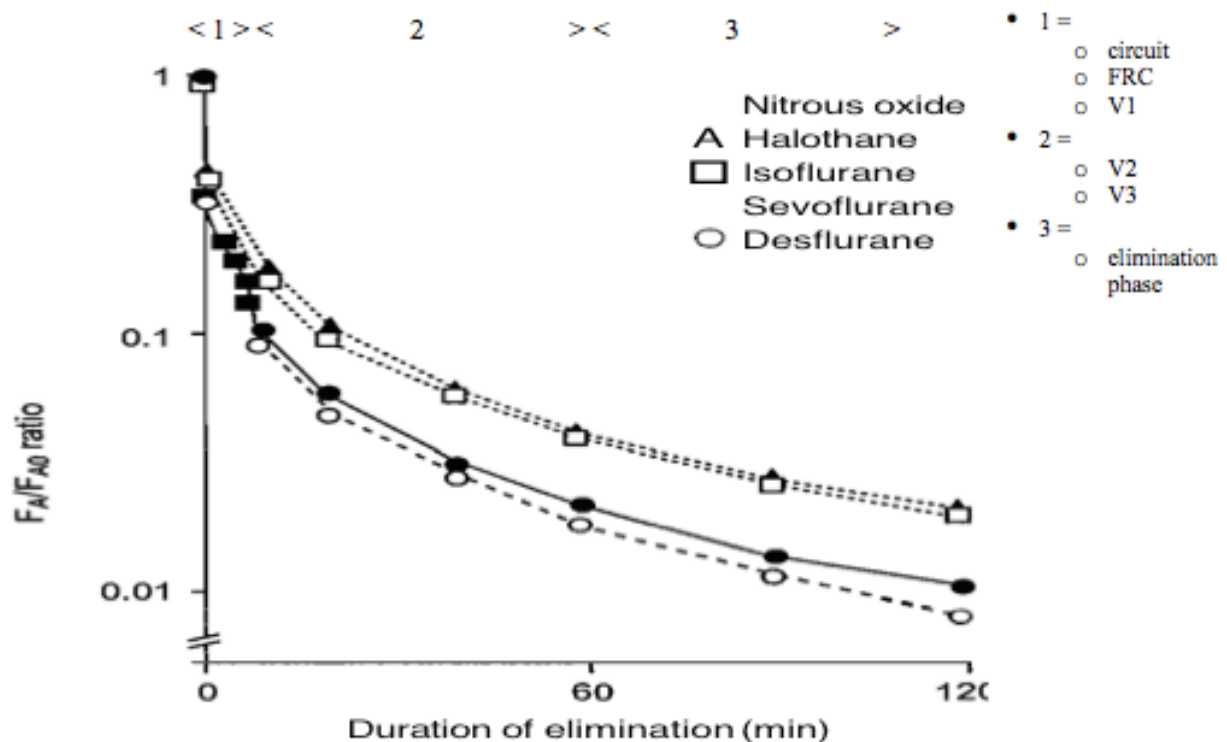 < 1 > < 2 > < 3 >
1
Nitrous oxide
Halothane
Isoflurane
Sevoflurane
Desflurane
0.1
FA/FA0 ratio
0.01
0 60 120
Duration of elimination (min)
• 1 =
o circuit
o FRC
o V1
• 2 =
o V2
o V3
• 3 =
o elimination
phase